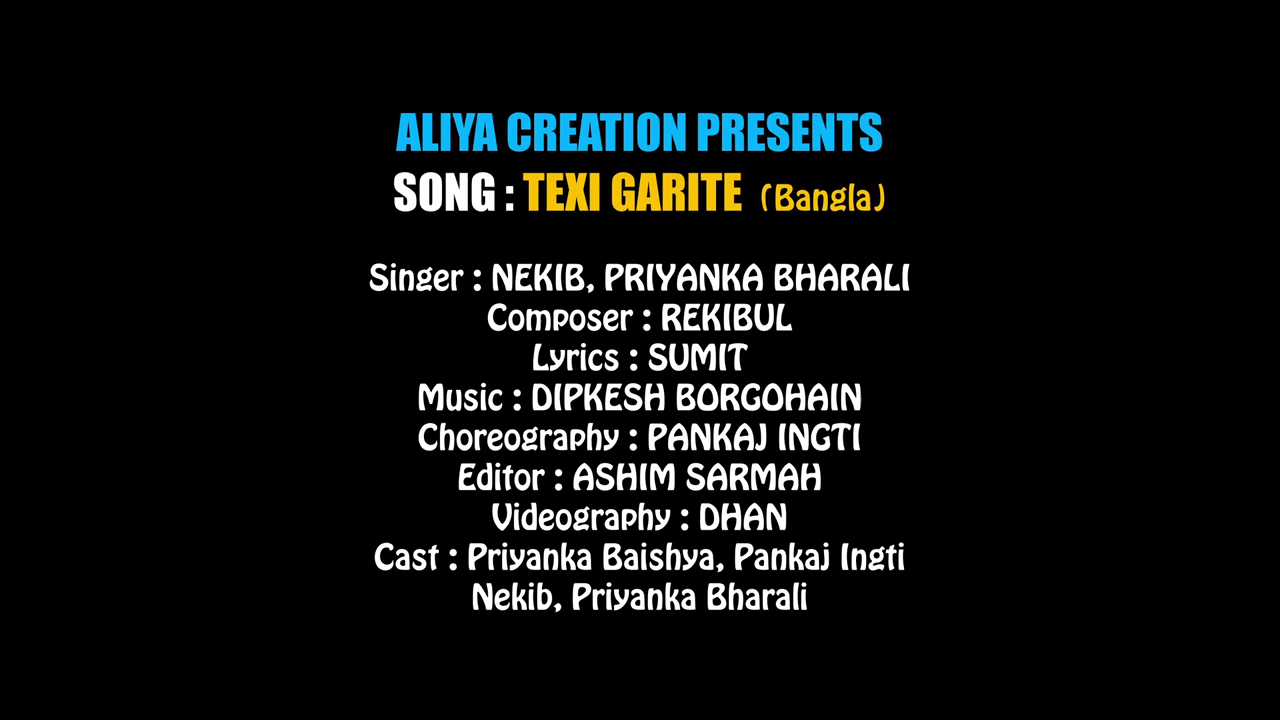 ALIYA CREATION PRESENTS
SONG : TEXI GARITE (Bangla)
Singer : NEKIB, PRIYANKA BHARALI
Composer : REKIBUL
Lyrics : SUMIT
Music : DIPKESH BORGOHAIN
Choreography : PANKAJ INGTI
Editor : ASHIM SARMAH
Videography : DHAN
Cast : Priyanka Baishya, Pankaj Ingti
Nekib, Priyanka Bharali